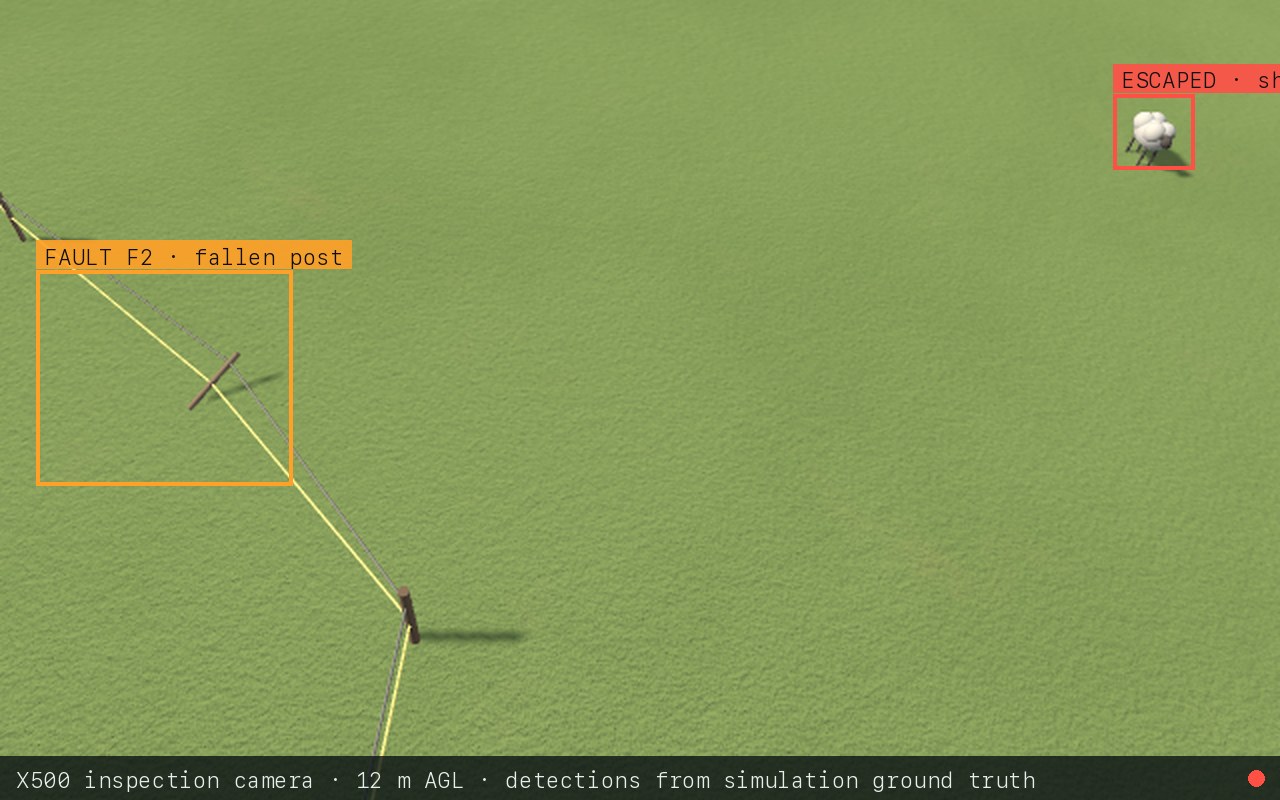 ESCAPED · sh
FAULT F2 · fallen post
X500 inspection camera · 12 m AGL · detections from simulation ground truth